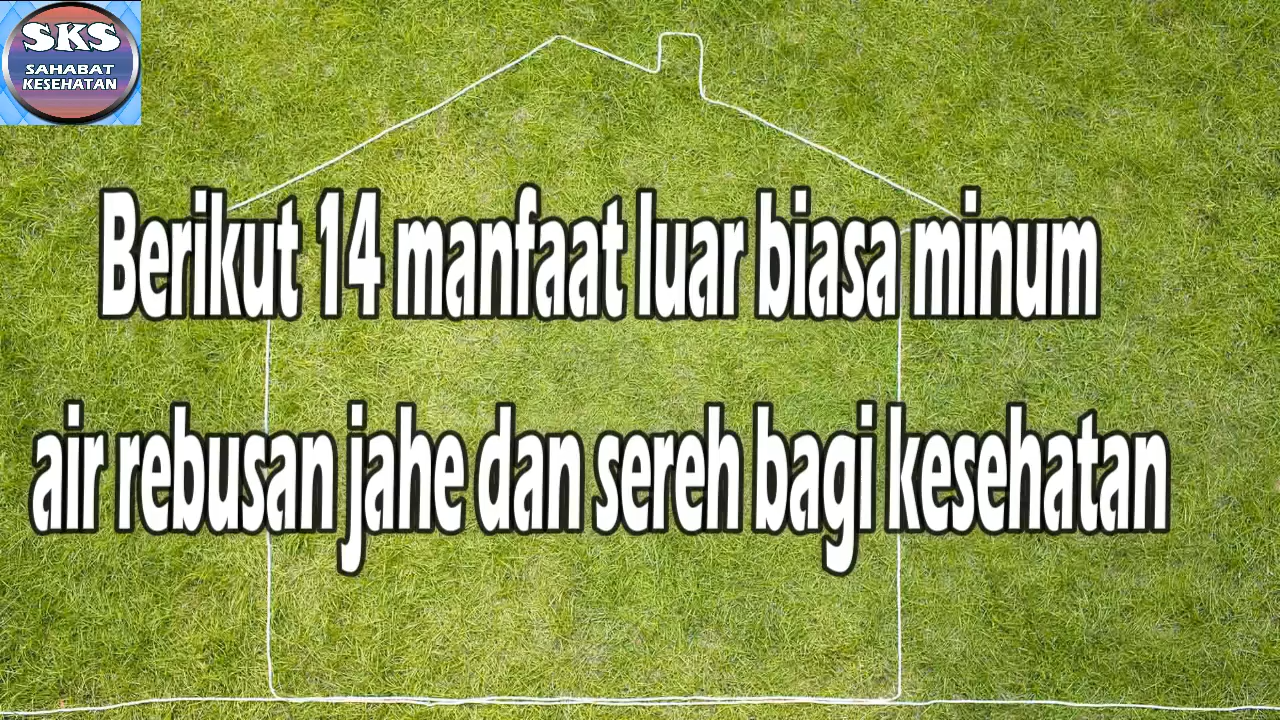 SKS
SAHABAT
KESEHATAN
Berikut 14 manfaat luar biasa minum
air rebusan jahe dan sereh bagi kesehatan